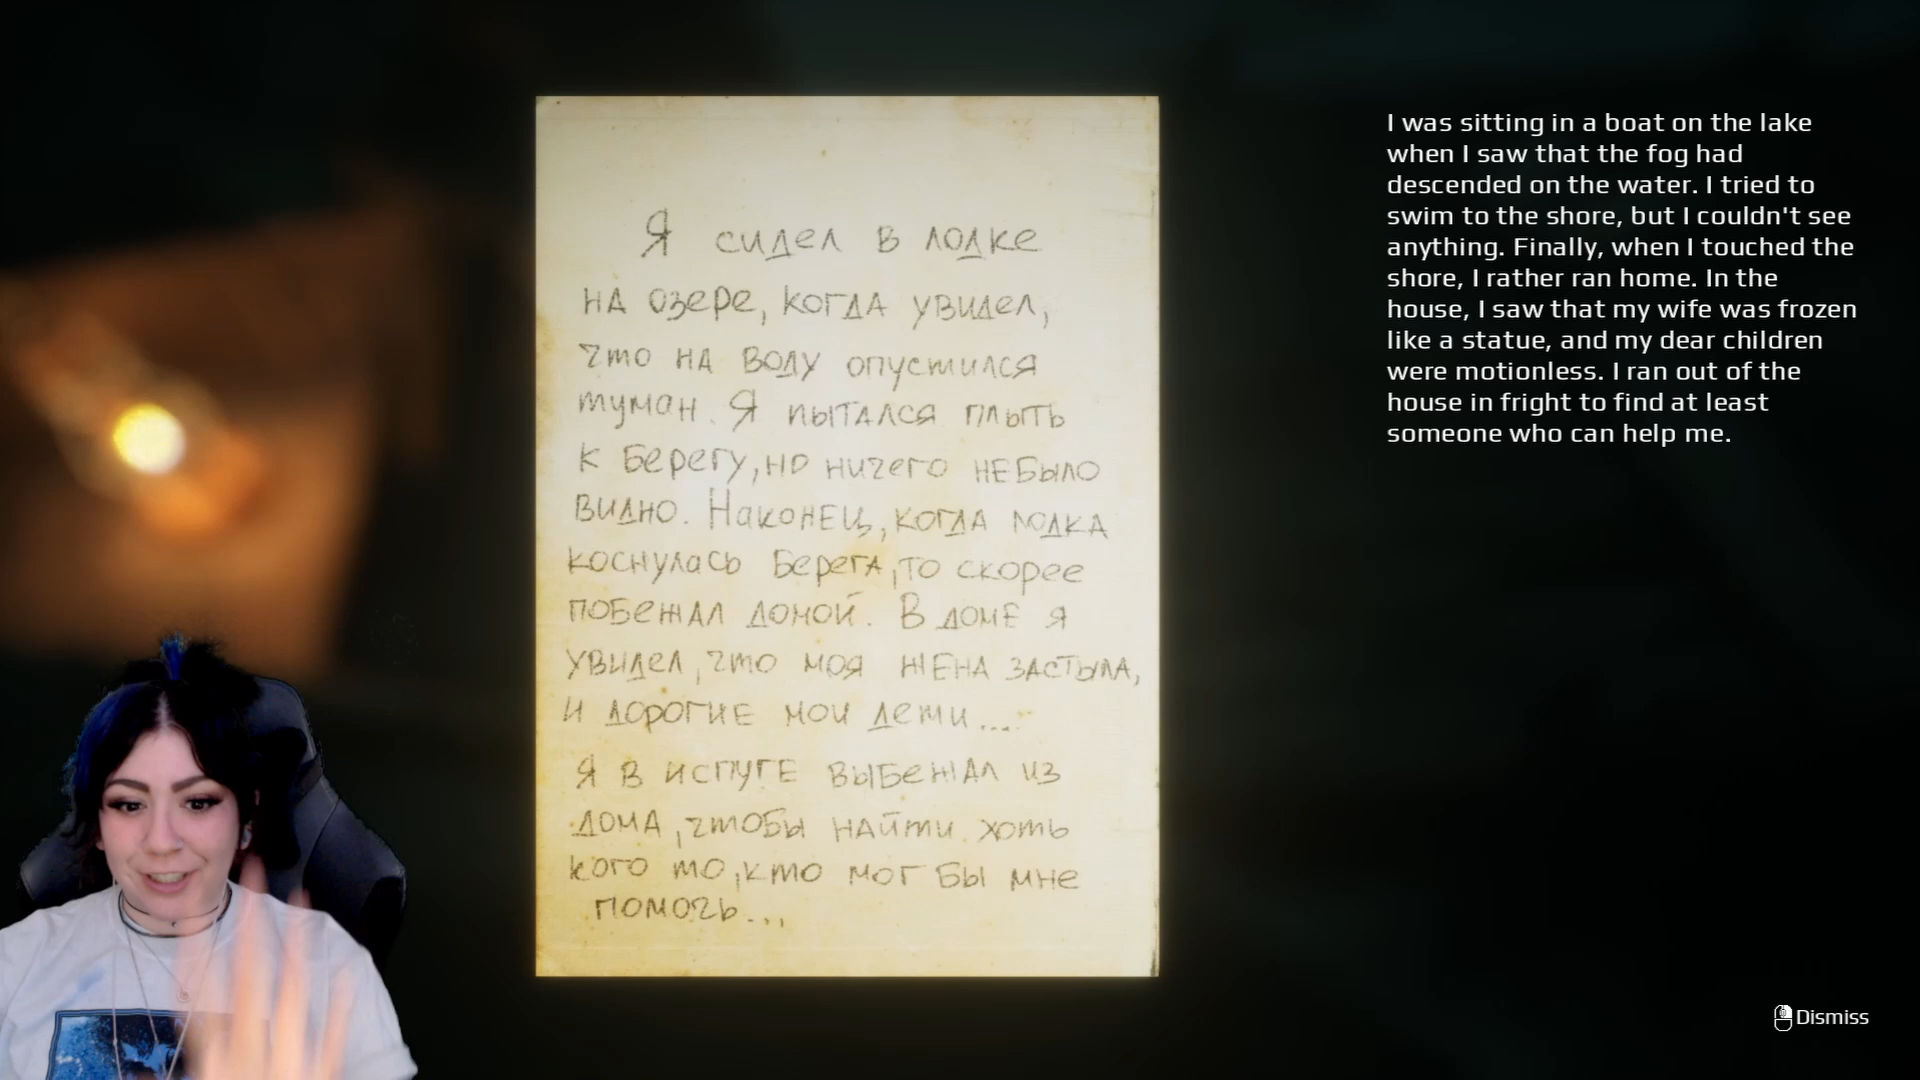 Я сидел в лодке
на озере, когда увидел,
что на воду опустился
туман. Я пытался плыть
к берегу, но ничего не было
видно. Наконец, когда лодка
коснулась берега, то скорее
побежал домой. В доме я
увидел, что моя жена застыла,
и дорогие мои дети...
Я в испуге выбежал из
дома, чтобы найти хоть
кого то, кто мог бы мне
помочь...
I was sitting in a boat on the lake
when I saw that the fog had
descended on the water. I tried to
swim to the shore, but I couldn't see
anything. Finally, when I touched the
shore, I rather ran home. In the
house, I saw that my wife was frozen
like a statue, and my dear children
were motionless. I ran out of the
house in fright to find at least
someone who can help me.
Dismiss